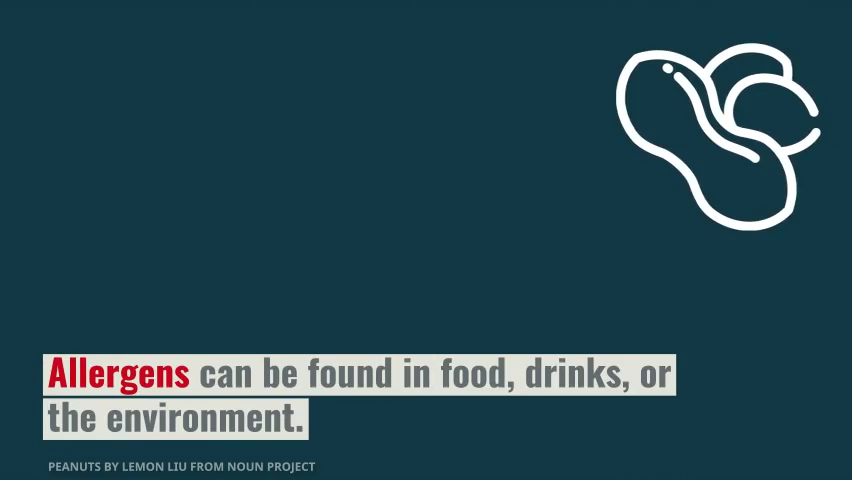 Allergens can be found in food, drinks, or
the environment.
PEANUTS BY LEMON LIU FROM NOUN PROJECT